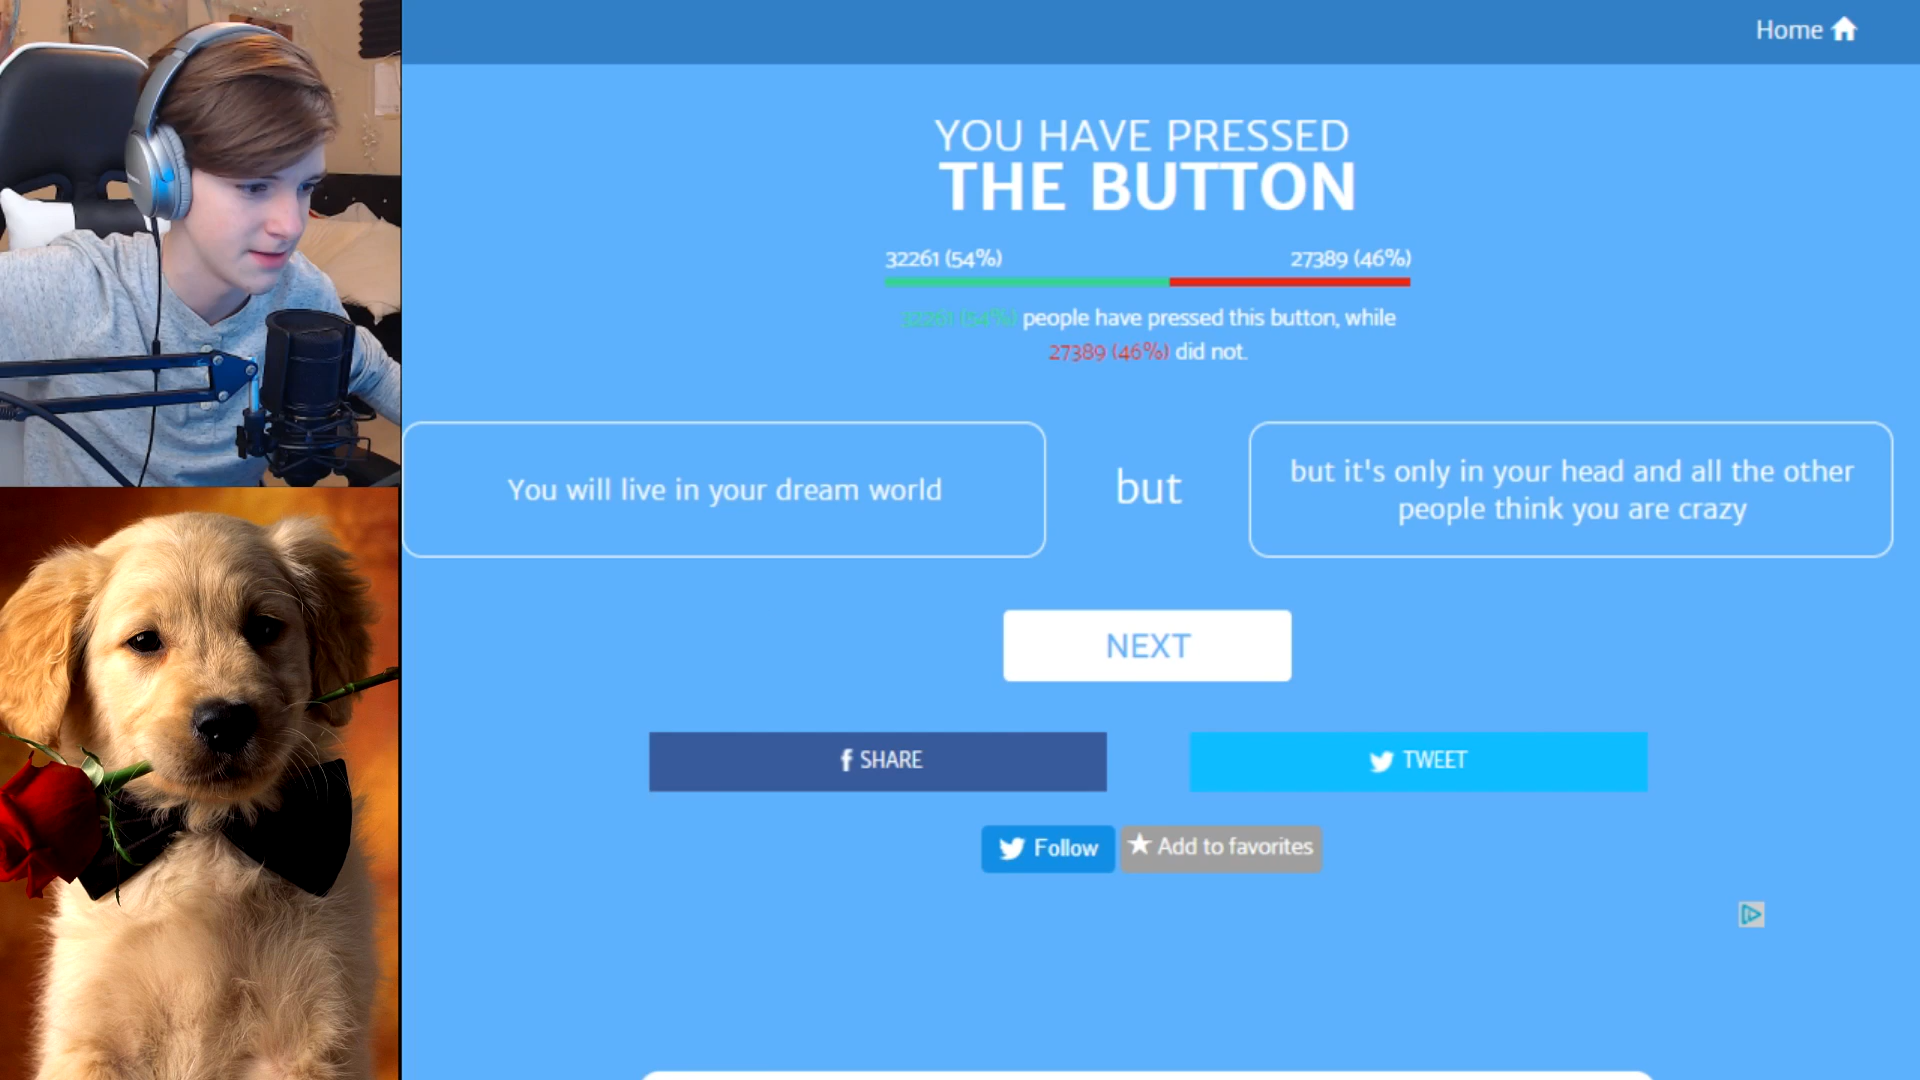 Home
YOU HAVE PRESSED
THE BUTTON
32261 (54%) 27389 (46%)
32261 (54%) people have pressed this button, while
27389 (46%) did not.
You will live in your dream world
but
but it's only in your head and all the other
people think you are crazy
NEXT
SHARE
TWEET
Follow
Add to favorites